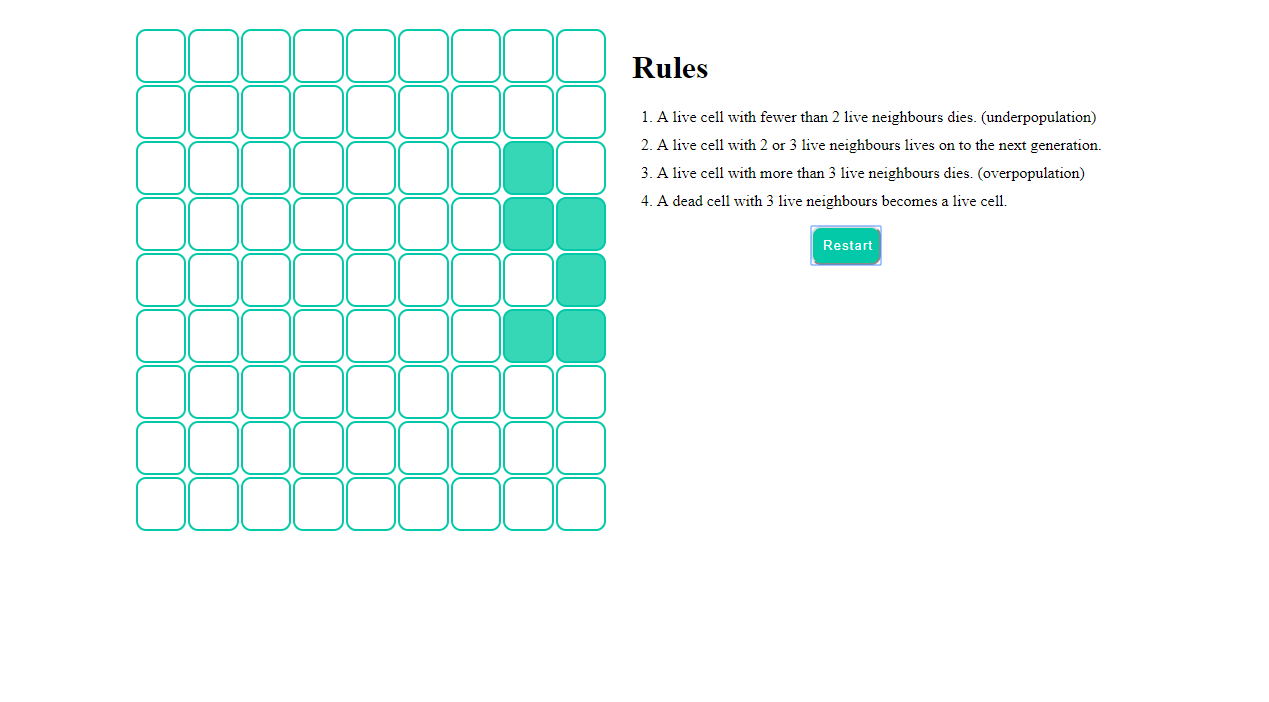 Rules
1. A live cell with fewer than 2 live neighbours dies. (underpopulation)
2. A live cell with 2 or 3 live neighbours lives on to the next generation.
3. A live cell with more than 3 live neighbours dies. (overpopulation)
4. A dead cell with 3 live neighbours becomes a live cell.
Restart